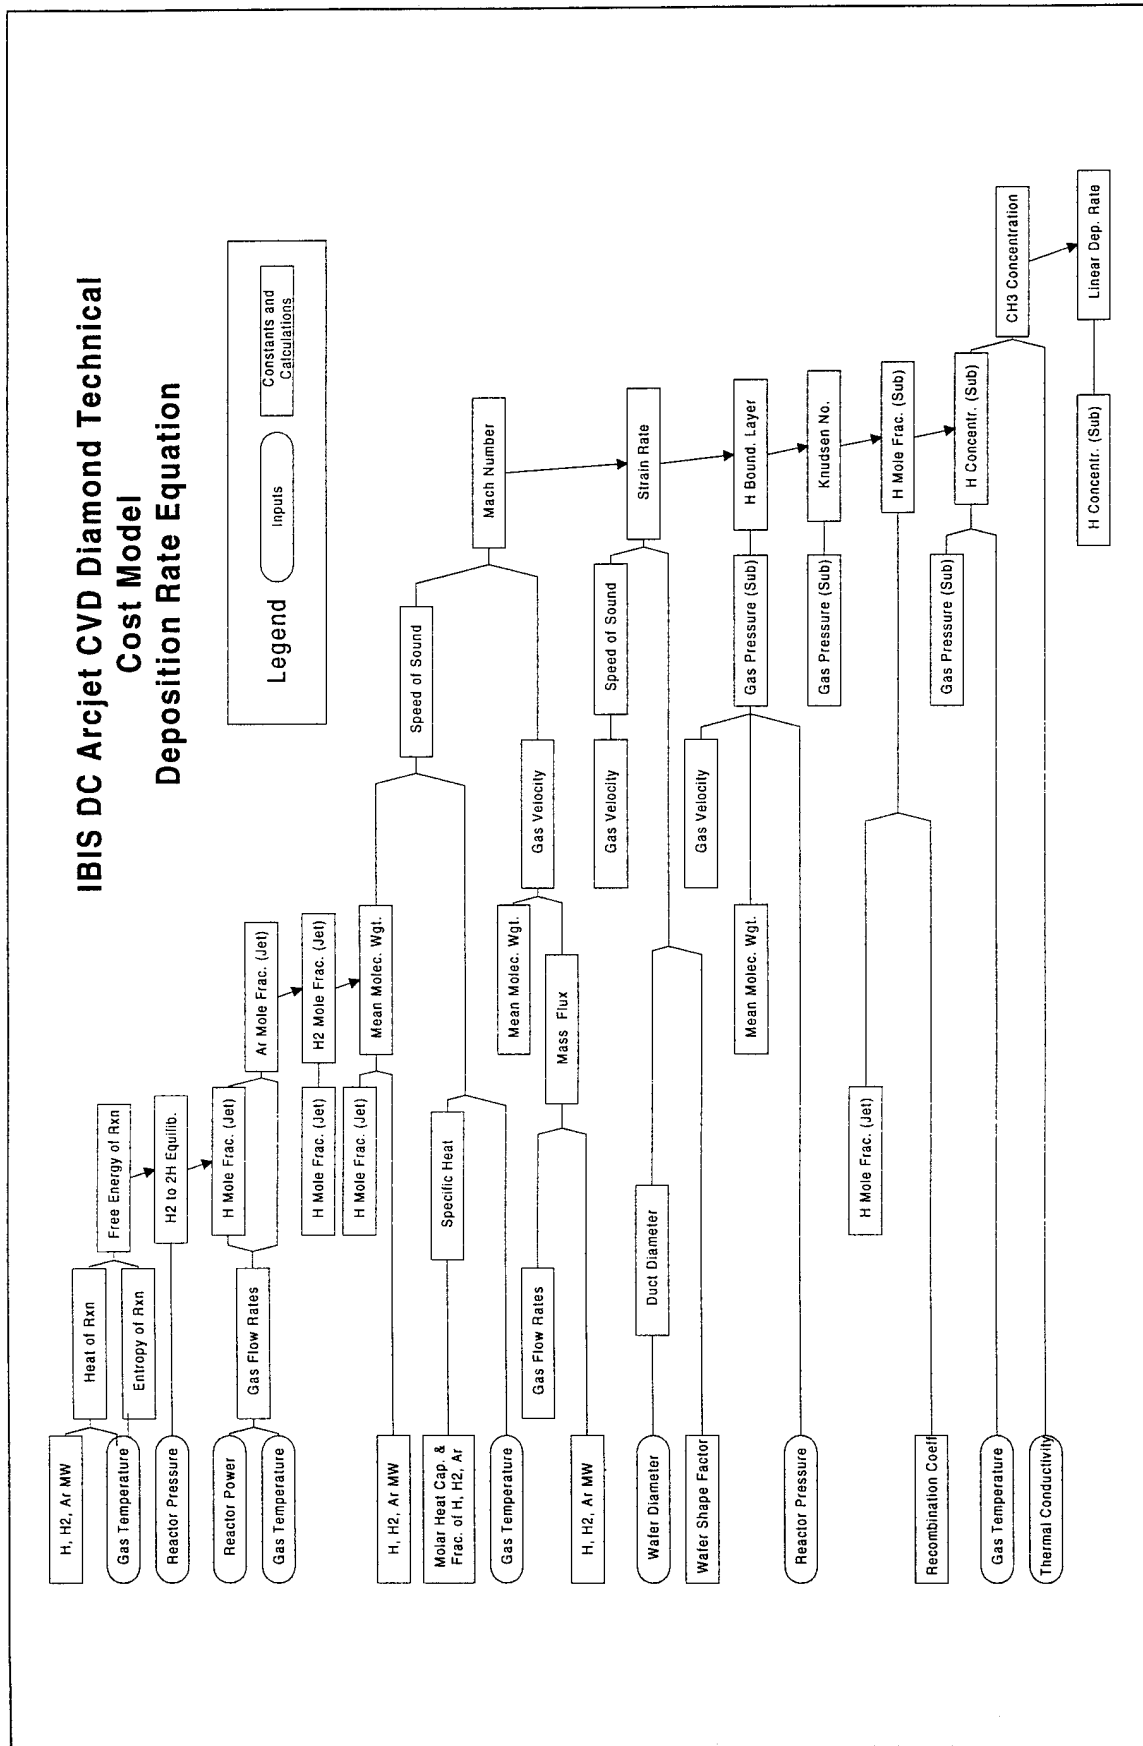 IBIS DC Arcjet CVD Diamond Technical
Cost Model
Deposition Rate Equation
Legend
Inputs
Constants and
Calculations
H, H2, Ar MW
Heat of Rxn
Gas Temperature
Entropy of Rxn
Free Energy of Rxn
Reactor Pressure
H2 to 2H Equilib.
Reactor Power
Gas Temperature
Gas Flow Rates
H Mole Frac. (Jet)
Ar Mole Frac. (Jet)
H Mole Frac. (Jet)
H2 Mole Frac. (Jet)
H Mole Frac. (Jet)
H, H2, Ar MW
Mean Molec. Wgt.
Speed of Sound
Molar Heat Cap. &
Frac. of H, H2, Ar
Specific Heat
Gas Temperature
Mach Number
Mean Molec. Wgt.
Gas Velocity
Gas Flow Rates
Mass Flux
H, H2, Ar MW
Gas Velocity
Speed of Sound
Strain Rate
Wafer Diameter
Duct Diameter
Wafer Shape Factor
Gas Velocity
Mean Molec. Wgt.
Gas Pressure (Sub)
H Bound. Layer
Reactor Pressure
Gas Pressure (Sub)
Knudsen No.
H Mole Frac. (Jet)
H Mole Frac. (Sub)
Recombination Coeff
Gas Pressure (Sub)
H Concentr. (Sub)
Gas Temperature
CH3 Concentration
Thermal Conductivity
H Concentr. (Sub)
Linear Dep. Rate